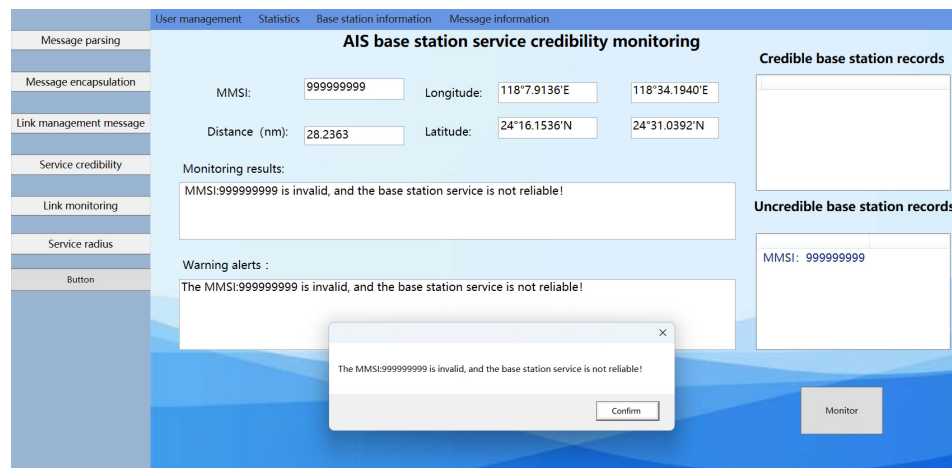 User management Statistics Base station information Message information
Message parsing
Message encapsulation
Link management message
Service credibility
Link monitoring
Service radius
Button
AIS base station service credibility monitoring
MMSI: 999999999 Longitude: 118°7.9136'E 118°34.1940'E
Distance (nm): 28.2363 Latitude: 24°16.1536'N 24°31.0392'N
Monitoring results:
MMSI:999999999 is invalid, and the base station service is not reliable!
Warning alerts :
The MMSI:999999999 is invalid, and the base station service is not reliable!
Credible base station records
Uncredible base station records
MMSI: 999999999
The MMSI:999999999 is invalid, and the base station service is not reliable!
Confirm
Monitor